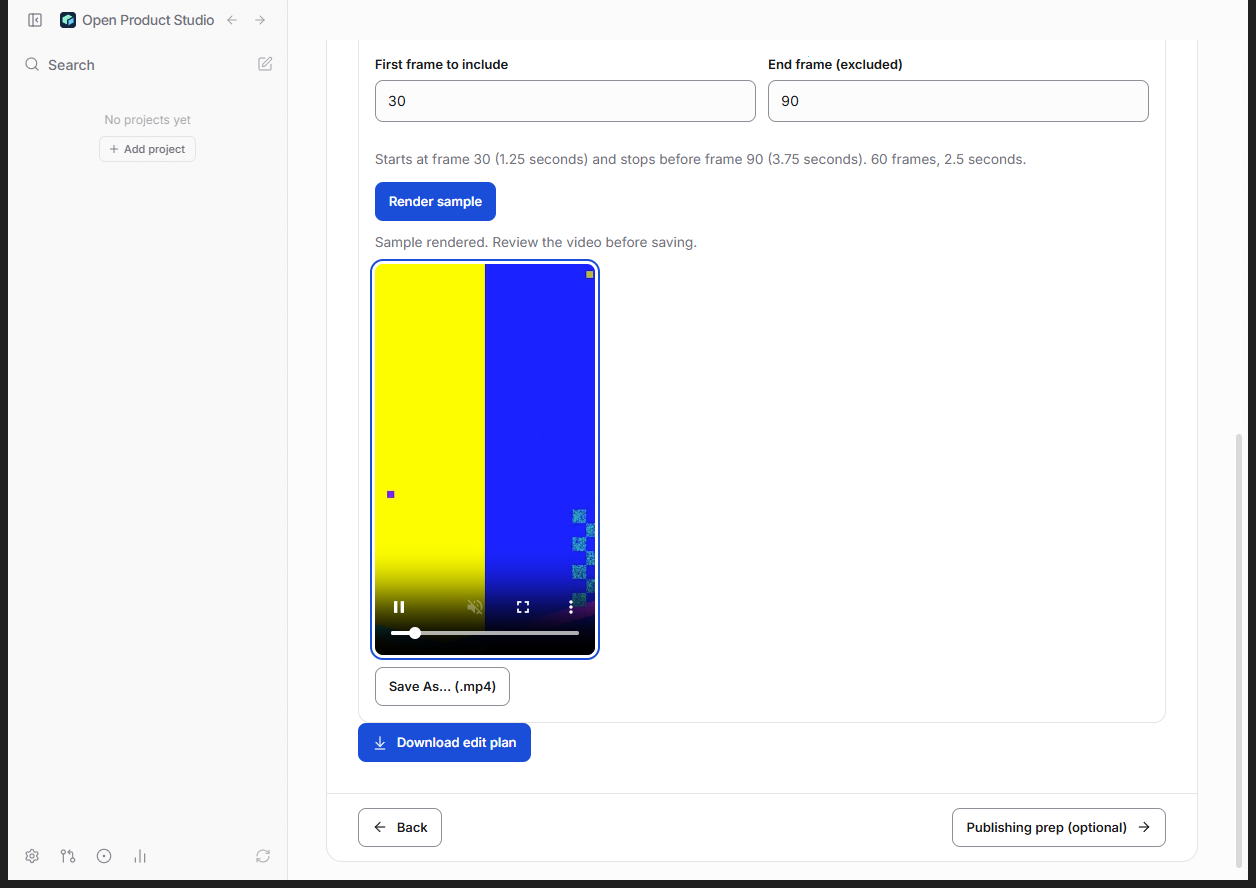 Open Product Studio
Search
No projects yet
Add project
First frame to include
End frame (excluded)
30
90
Starts at frame 30 (1.25 seconds) and stops before frame 90 (3.75 seconds). 60 frames, 2.5 seconds.
Render sample
Sample rendered. Review the video before saving.
Save As... (.mp4)
Download edit plan
Back
Publishing prep (optional)